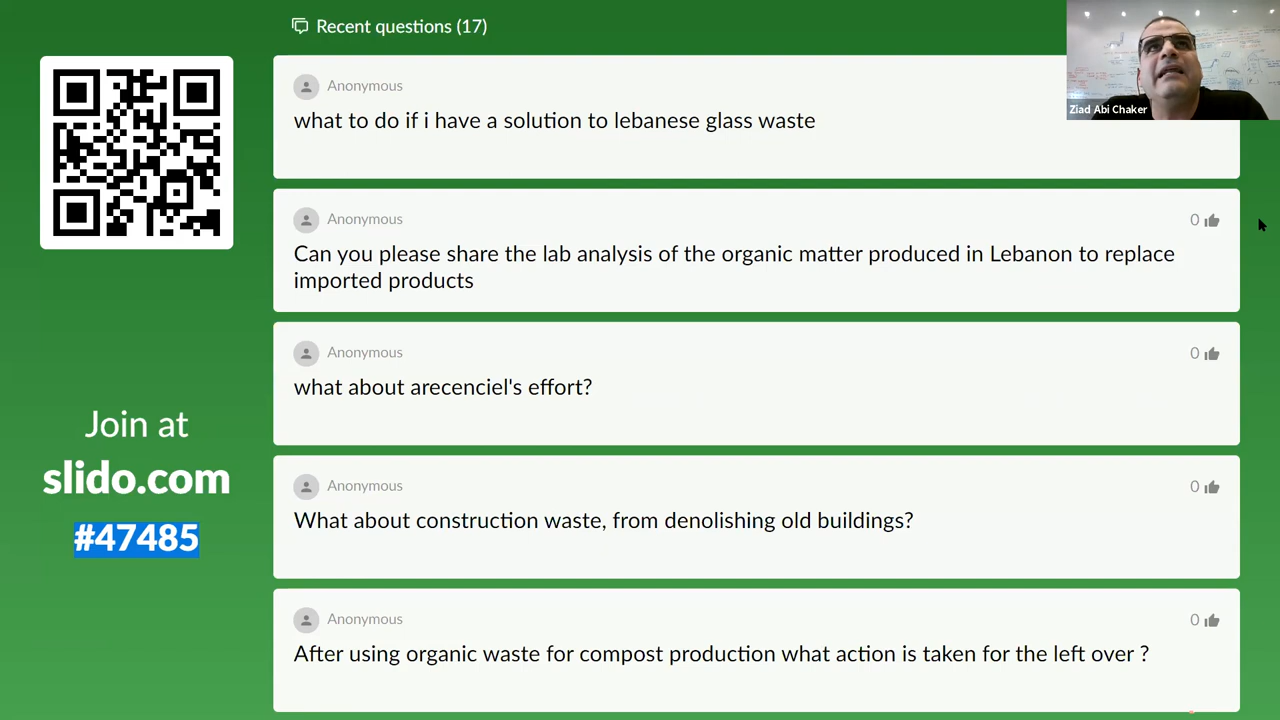 Recent questions (17)
Ziad Abi Chaker
Anonymous
what to do if i have a solution to lebanese glass waste
Anonymous
0
Can you please share the lab analysis of the organic matter produced in Lebanon to replace
imported products
Anonymous
0
what about arecenciel's effort?
Anonymous
0
What about construction waste, from denolishing old buildings?
Anonymous
0
After using organic waste for compost production what action is taken for the left over ?
Join at
slido.com
#47485